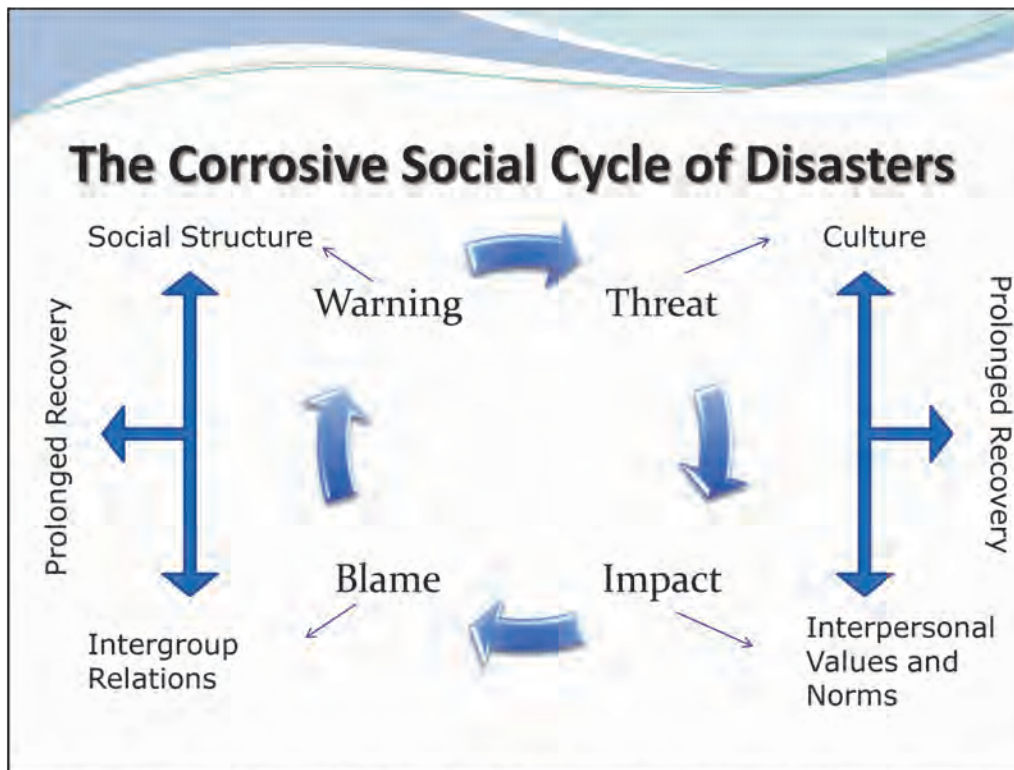 The Corrosive Social Cycle of Disasters
Social Structure
Culture
Warning
Threat
Prolonged Recovery
Prolonged Recovery
Blame
Impact
Intergroup
Relations
Interpersonal
Values and
Norms